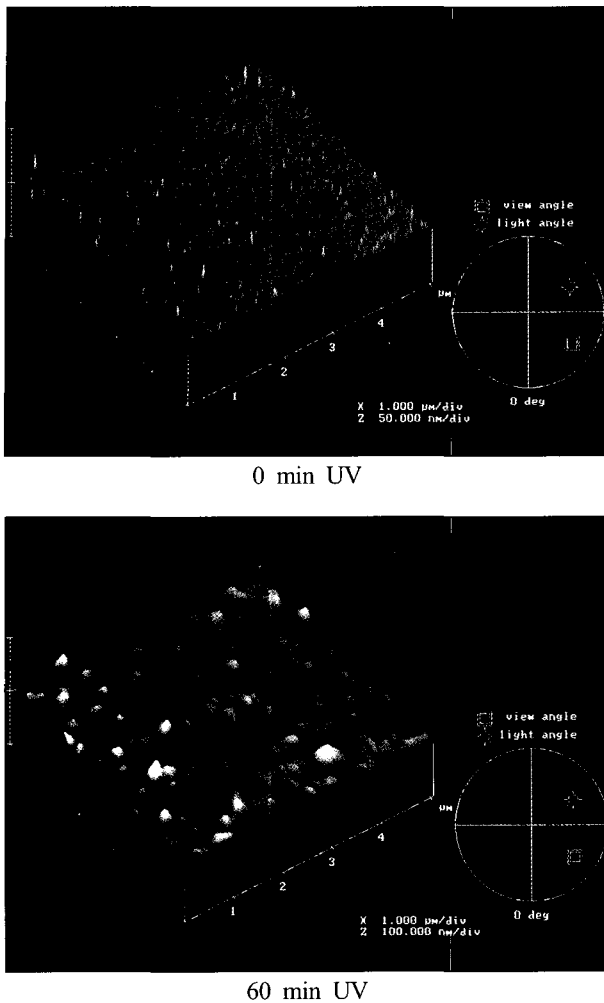 view angle
light angle
µm
4
3
2
1
X 1.000 µm/div
Z 50.000 nm/div
0 deg
0 min UV
view angle
light angle
µm
4
3
2
1
X 1.000 µm/div
Z 100.000 nm/div
0 deg
60 min UV